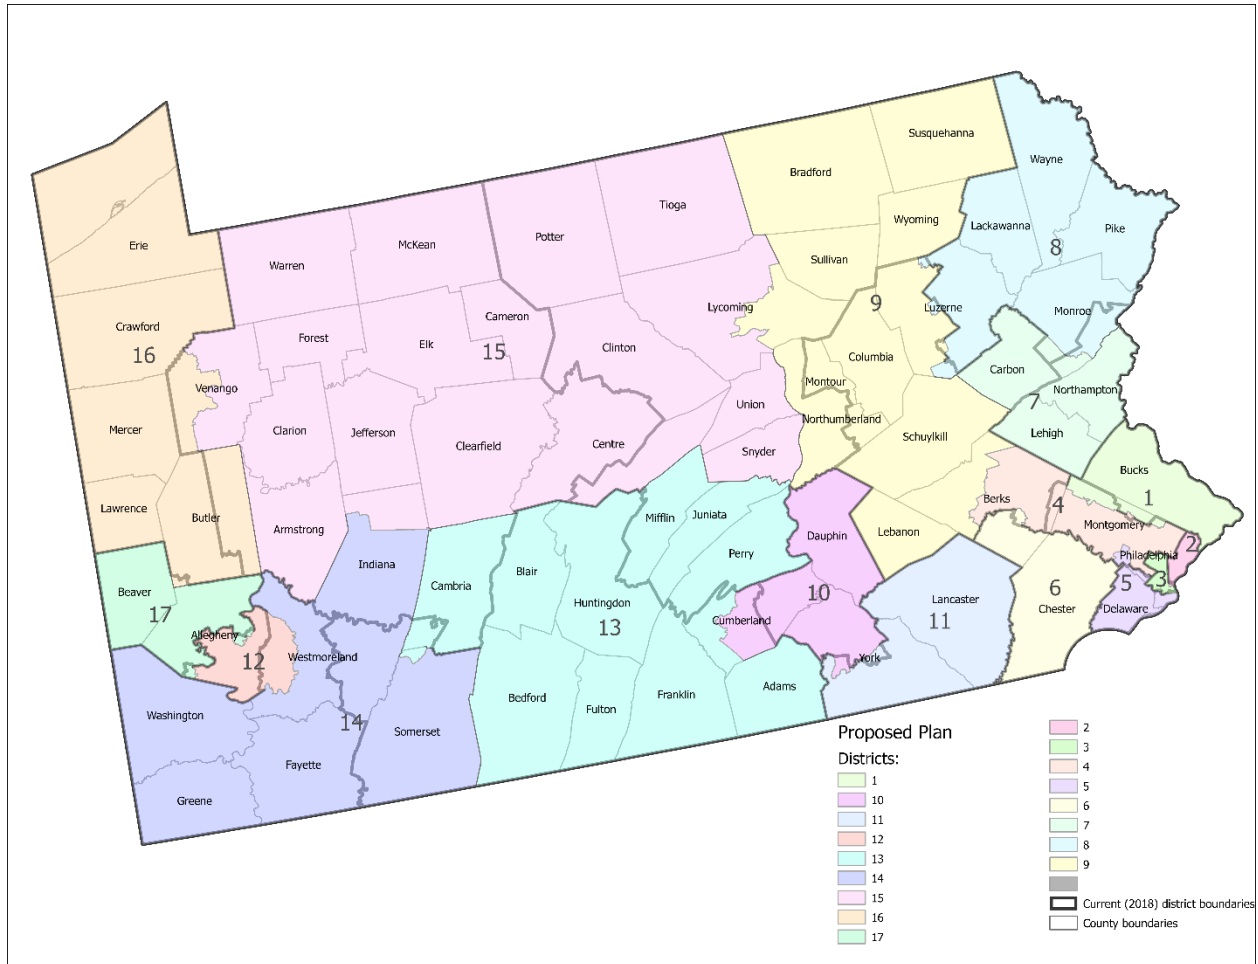 Susquehanna
Wayne
Bradford
Tioga
Wyoming
Lackawanna
Pike
Potter
McKean
Erie
Warren
8
Sullivan
Lycoming
9
Luzerne
Monroe
Cameron
Crawford
16
Forest
Elk
15
Clinton
Columbia
Carbon
Venango
Montour
Northampton
7
Union
Northumberland
Mercer
Clarion
Jefferson
Clearfield
Centre
Schuylkill
Lehigh
Snyder
Bucks
1
Lawrence
Butler
Armstrong
Mifflin
Juniata
Berks
4
Montgomery
Dauphin
Lebanon
2
Perry
Philadelphia
Indiana
Blair
Cambria
Beaver
17
Huntingdon
13
10
Lancaster
11
6
Chester
5
3
Delaware
Allegheny
Cumberland
12
Westmoreland
York
Bedford
Fulton
Franklin
Adams
Washington
14
Somerset
Fayette
Greene
Proposed Plan
Districts:
1
10
11
12
13
14
15
16
17
2
3
4
5
6
7
8
9
Current (2018) district boundaries
County boundaries